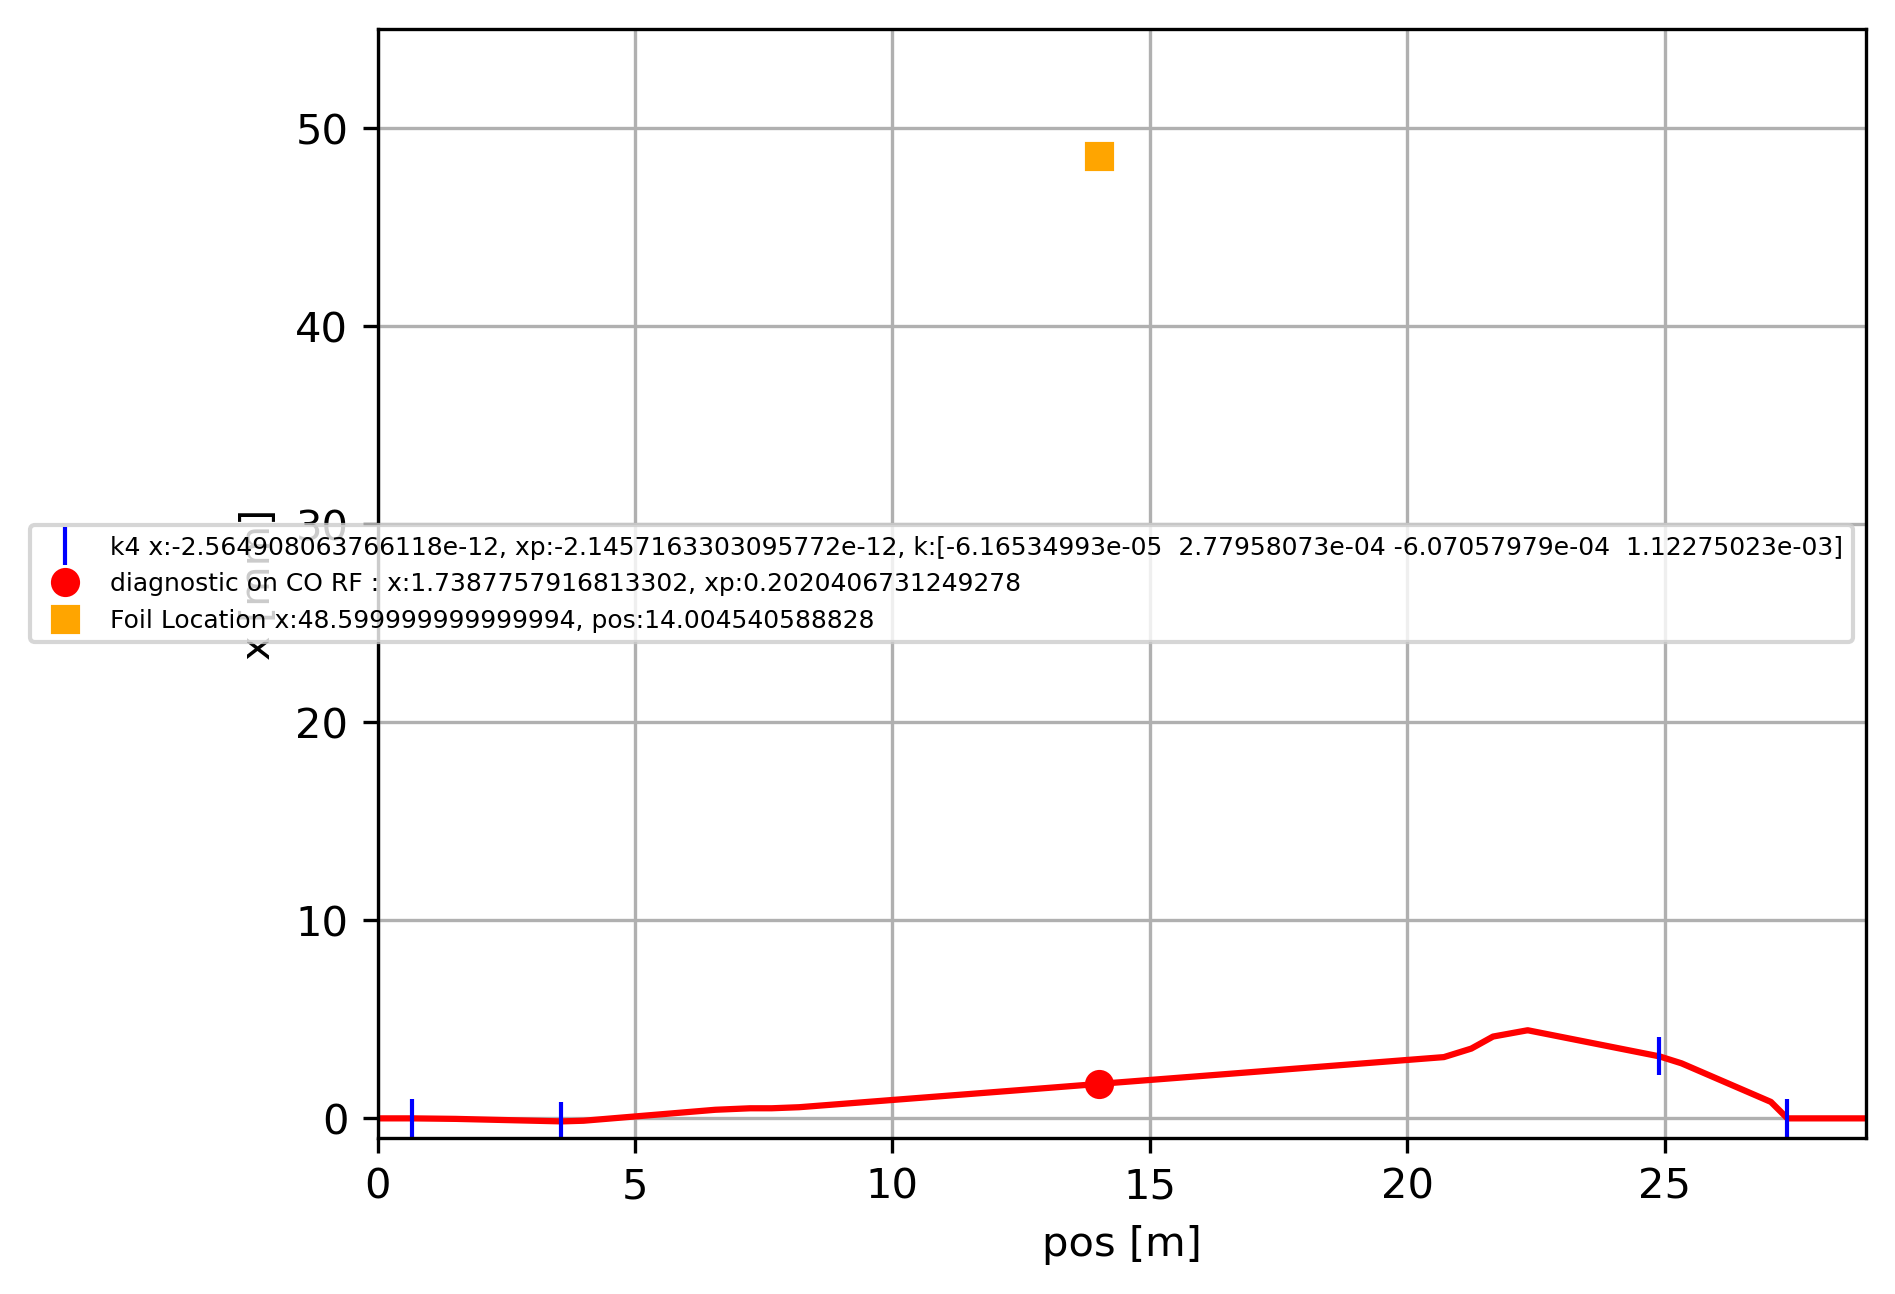 50
40
30
x [mm]
k4 x:-2.564908063766118e-12, xp:-2.1457163303095772e-12, k:[-6.16534993e-05  2.77958073e-04 -6.07057979e-04  1.12275023e-03]
diagnostic on CO RF : x:1.7387757916813302, xp:0.2020406731249278
Foil Location x:48.599999999999994, pos:14.004540588828
20
10
0
0 5 10 15 20 25
pos [m]